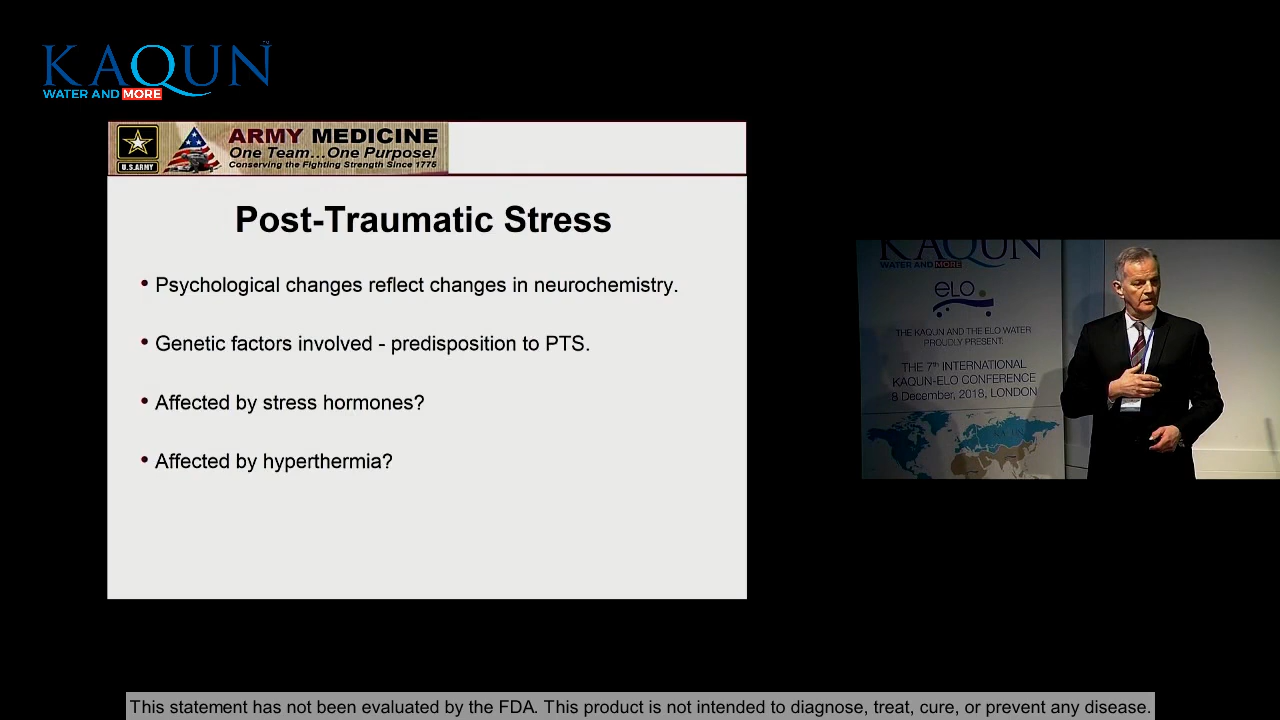 KAQUN™
WATER AND MORE
U.S.ARMY
ARMY MEDICINE
One Team…One Purpose!
Conserving the Fighting Strength Since 1775
Post-Traumatic Stress
• Psychological changes reflect changes in neurochemistry.
• Genetic factors involved - predisposition to PTS.
• Affected by stress hormones?
• Affected by hyperthermia?
KAQUN
WATER AND MORE
eLO
THE KAQUN AND THE ELO WATER
PROUDLY PRESENT:
THE 7th INTERNATIONAL
KAQUN-ELO CONFERENCE
8 December, 2018, LONDON
This statement has not been evaluated by the FDA. This product is not intended to diagnose, treat, cure, or prevent any disease.